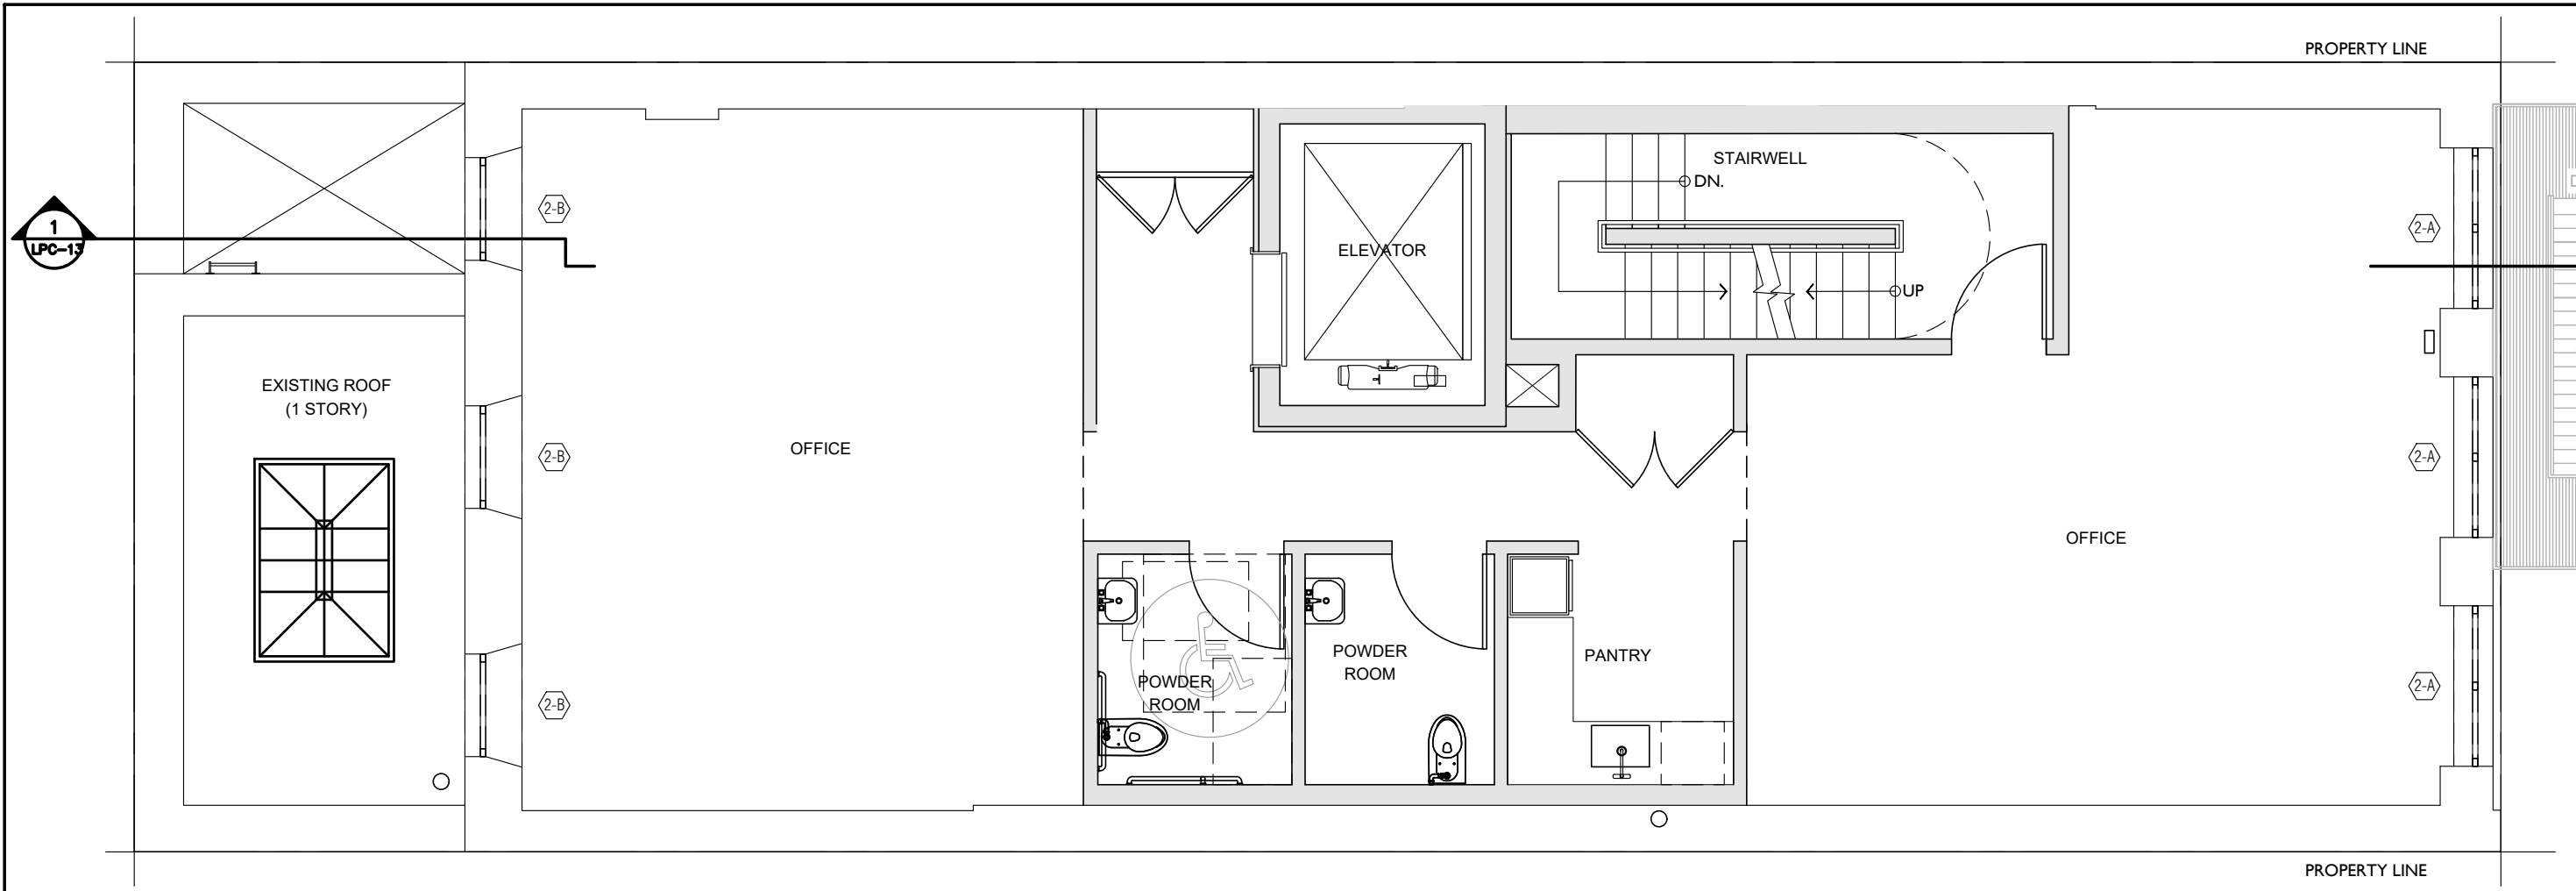 PROPERTY LINE
STAIRWELL
DN.
1
LPC-13
2-B
2-A
ELEVATOR
UP
EXISTING ROOF
(1 STORY)
OFFICE
2-B
2-A
OFFICE
POWDER
ROOM
PANTRY
POWDER
ROOM
2-B
2-A
PROPERTY LINE